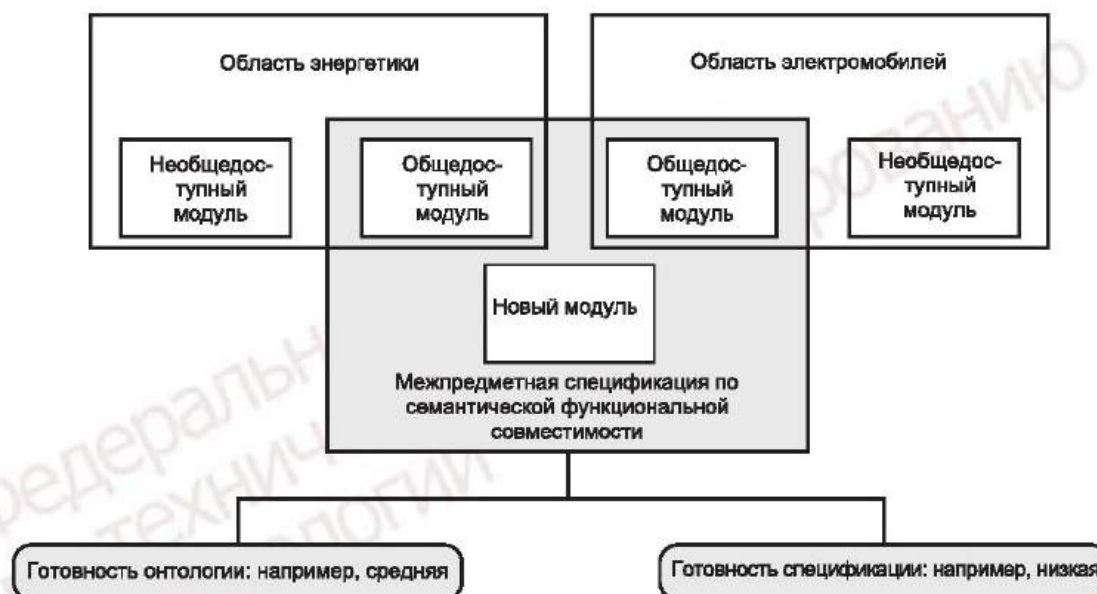 Область энергетики
Область электромобилей
Необщедос-
тупный
модуль
Общедос-
тупный
модуль
Общедос-
тупный
модуль
Необщедос-
тупный
модуль
Новый модуль
Межпредметная спецификация по
семантической функциональной
совместимости
Готовность онтологии: например, средняя
Готовность спецификации: например, низкая